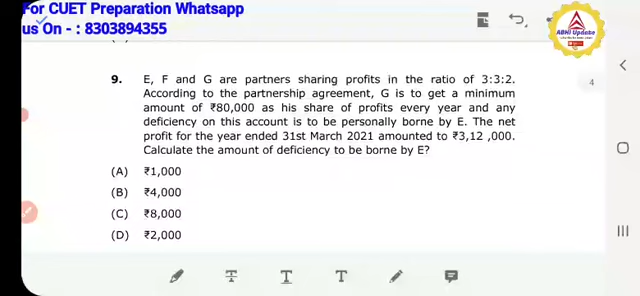 For CUET Preparation Whatsapp
us On - : 8303894355
ABHI Update
4
9. E, F and G are partners sharing profits in the ratio of 3:3:2.
According to the partnership agreement, G is to get a minimum
amount of ₹80,000 as his share of profits every year and any
deficiency on this account is to be personally borne by E. The net
profit for the year ended 31st March 2021 amounted to ₹3,12 ,000.
Calculate the amount of deficiency to be borne by E?
(A) ₹1,000
(B) ₹4,000
(C) ₹8,000
(D) ₹2,000
T T T